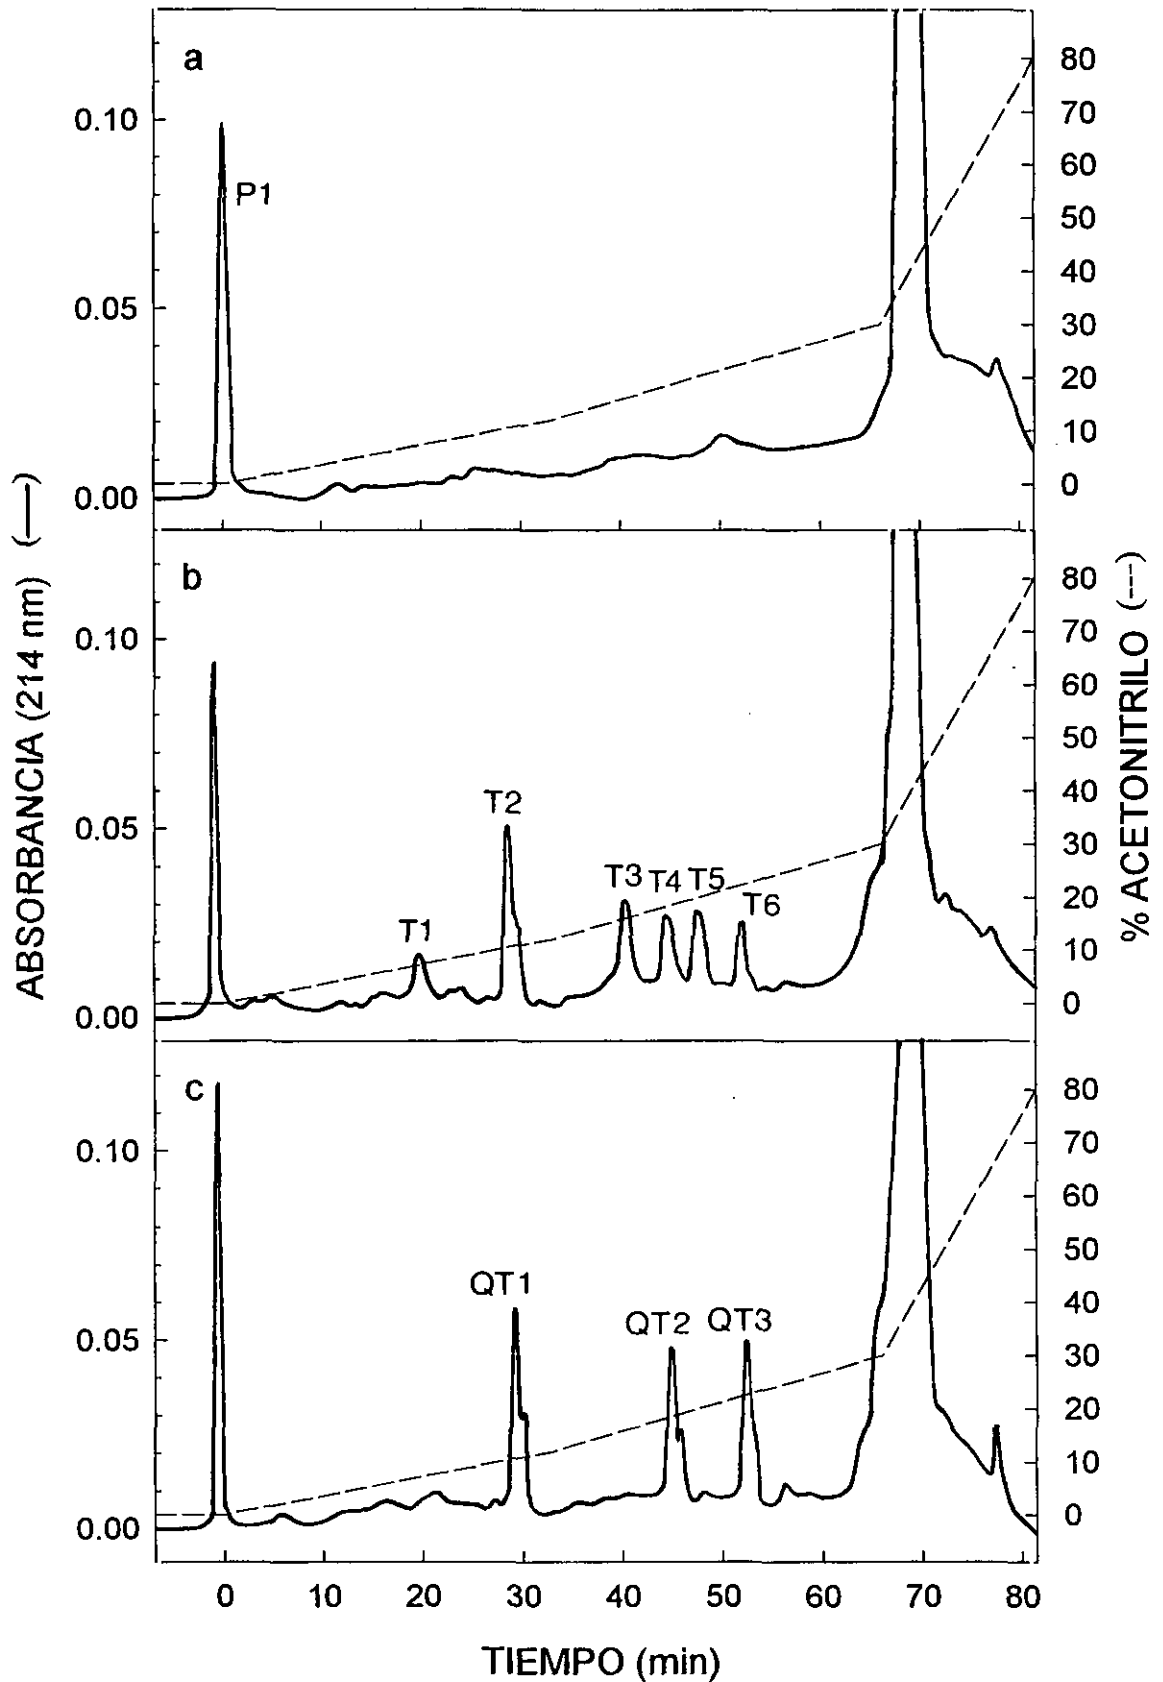 a
P1
0.10
0.05
0.00
80
70
60
50
40
30
20
10
0
b
T1
T2
T3
T4
T5
T6
0.10
0.05
0.00
80
70
60
50
40
30
20
10
0
c
QT1
QT2
QT3
0.10
0.05
0.00
80
70
60
50
40
30
20
10
0
ABSORBANCIA (214 nm) (—)
% ACETONITRILO (---)
0 10 20 30 40 50 60 70 80
TIEMPO (min)